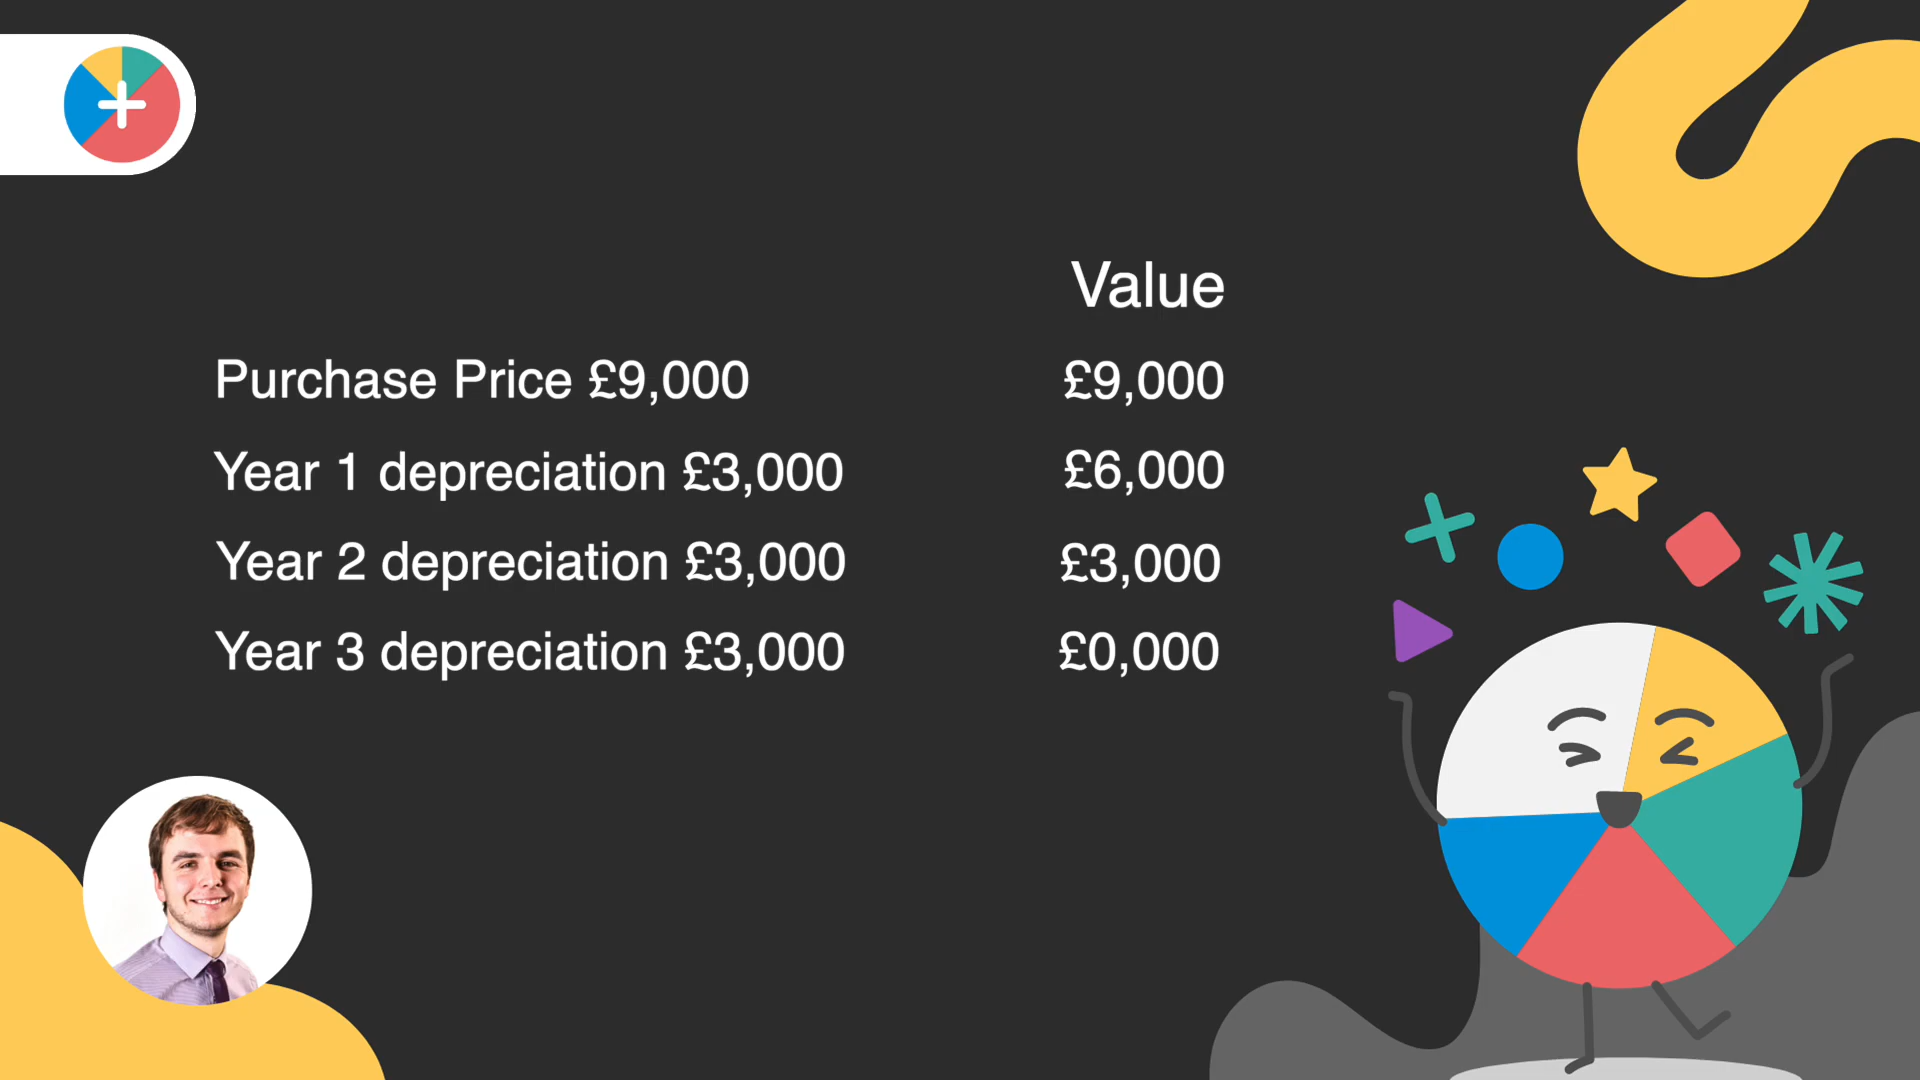 Value
Purchase Price £9,000 £9,000
Year 1 depreciation £3,000 £6,000
Year 2 depreciation £3,000 £3,000
Year 3 depreciation £3,000 £0,000